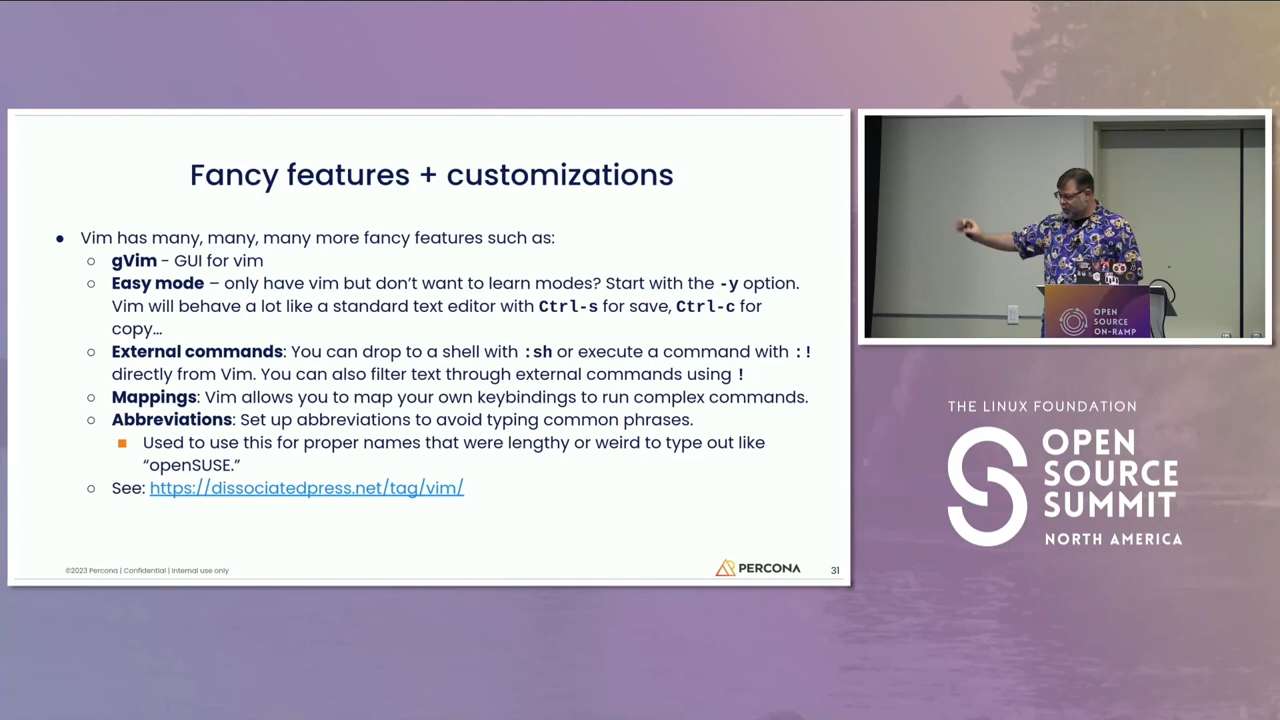 Fancy features + customizations
● Vim has many, many, many more fancy features such as:
○ gVim - GUI for vim
○ Easy mode – only have vim but don't want to learn modes? Start with the -y option.
Vim will behave a lot like a standard text editor with Ctrl-s for save, Ctrl-c for
copy…
○ External commands: You can drop to a shell with :sh or execute a command with :!
directly from Vim. You can also filter text through external commands using !
○ Mappings: Vim allows you to map your own keybindings to run complex commands.
○ Abbreviations: Set up abbreviations to avoid typing common phrases.
■ Used to use this for proper names that were lengthy or weird to type out like
“openSUSE.”
○ See: https://dissociatedpress.net/tag/vim/
©2023 Percona | Confidential | Internal use only
PERCONA
31
OPEN
SOURCE
ON-RAMP
THE LINUX FOUNDATION
OPEN
SOURCE
SUMMIT
NORTH AMERICA